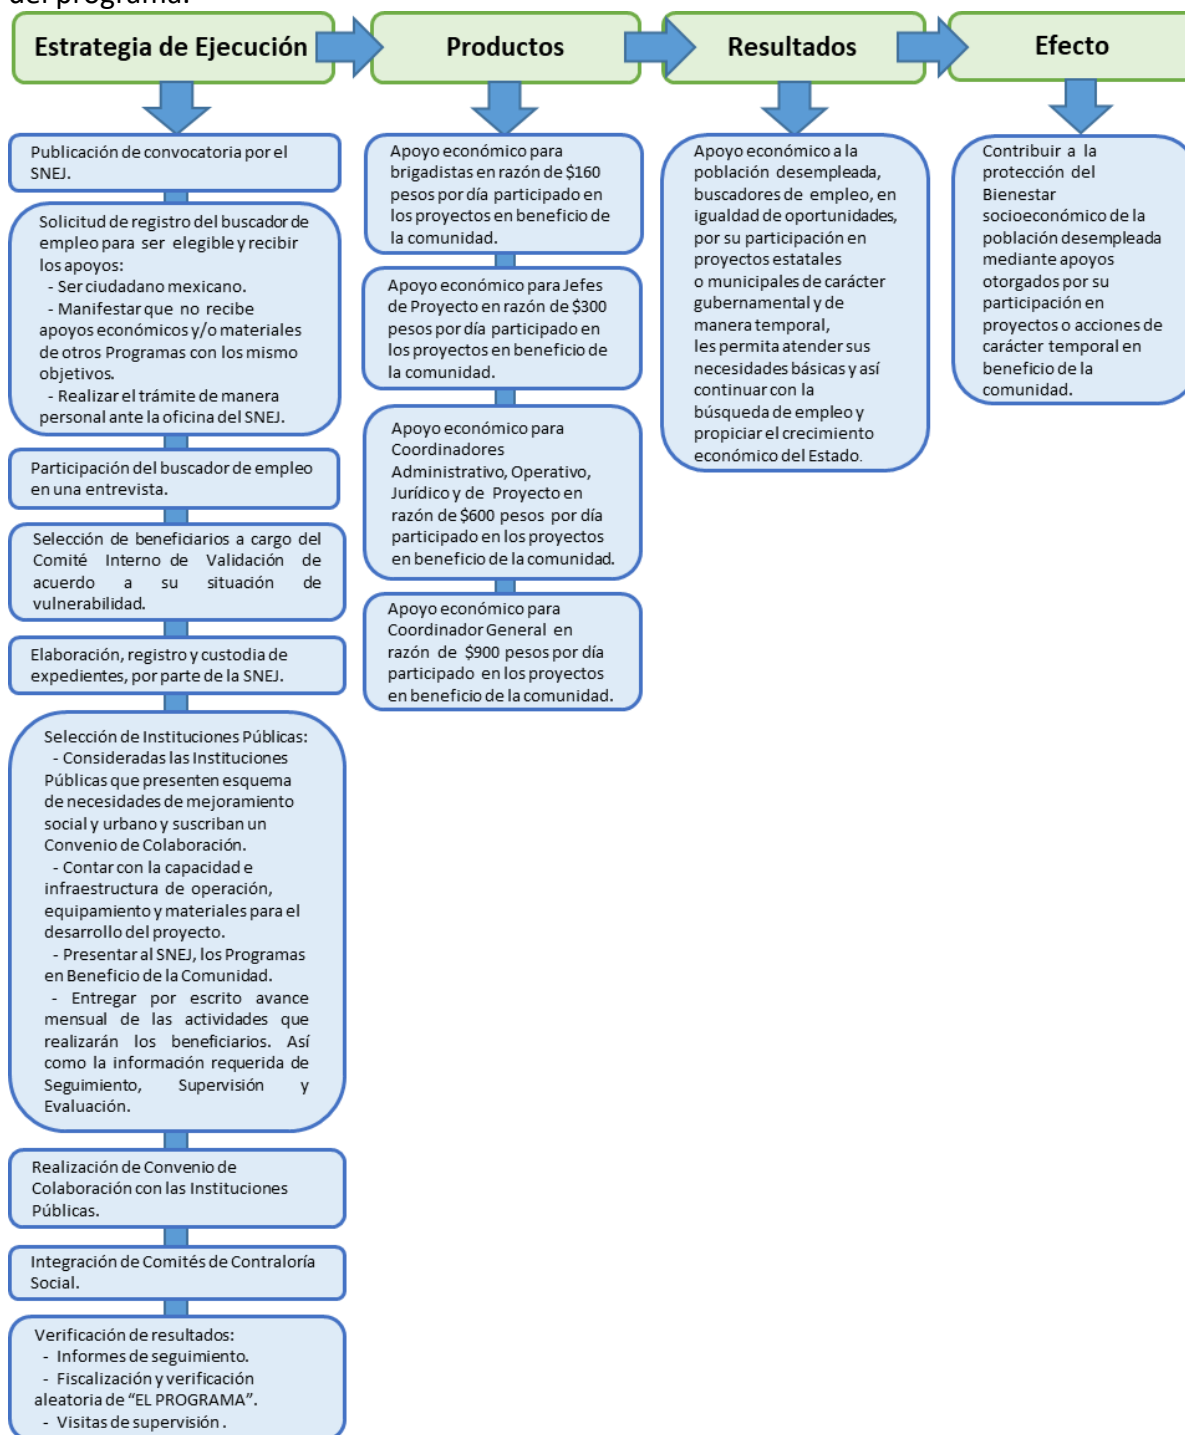 del programa.
Estrategia de Ejecución
Productos
Resultados
Efecto
Publicación de convocatoria por el
SNEJ.
Solicitud de registro del buscador de
empleo para ser elegible y recibir
los apoyos:
- Ser ciudadano mexicano.
- Manifestar que no recibe
apoyos económicos y/o materiales
de otros Programas con los mismo
objetivos.
- Realizar el trámite de manera
personal ante la oficina del SNEJ.
Participación del buscador de empleo
en una entrevista.
Selección de beneficiarios a cargo del
Comité Interno de Validación de
acuerdo a su situación de
vulnerabilidad.
Elaboración, registro y custodia de
expedientes, por parte de la SNEJ.
Selección de Instituciones Públicas:
- Consideradas las Instituciones
Públicas que presenten esquema
de necesidades de mejoramiento
social y urbano y suscriban un
Convenio de Colaboración.
- Contar con la capacidad e
infraestructura de operación,
equipamiento y materiales para el
desarrollo del proyecto.
- Presentar al SNEJ, los Programas
en Beneficio de la Comunidad.
- Entregar por escrito avance
mensual de las actividades que
realizarán los beneficiarios. Así
como la información requerida de
Seguimiento, Supervisión y
Evaluación.
Realización de Convenio de
Colaboración con las Instituciones
Públicas.
Integración de Comités de Contraloría
Social.
Verificación de resultados:
- Informes de seguimiento.
- Fiscalización y verificación
aleatoria de “EL PROGRAMA”.
- Visitas de supervisión .
Apoyo económico para
brigadistas en razón de $160
pesos por día participado en
los proyectos en beneficio de
la comunidad.
Apoyo económico para Jefes
de Proyecto en razón de $300
pesos por día participado en
los proyectos en beneficio de
la comunidad.
Apoyo económico para
Coordinadores
Administrativo, Operativo,
Jurídico y de Proyecto en
razón de $600 pesos por día
participado en los proyectos
en beneficio de la comunidad.
Apoyo económico para
Coordinador General en
razón de $900 pesos por día
participado en los proyectos
en beneficio de la comunidad.
Apoyo económico a la
población desempleada,
buscadores de empleo, en
igualdad de oportunidades,
por su participación en
proyectos estatales
o municipales de carácter
gubernamental y de
manera temporal,
les permita atender sus
necesidades básicas y así
continuar con la
búsqueda de empleo y
propiciar el crecimiento
económico del Estado.
Contribuir a la
protección del
Bienestar
socioeconómico de la
población desempleada
mediante apoyos
otorgados por su
participación en
proyectos o acciones de
carácter temporal en
beneficio de la
comunidad.